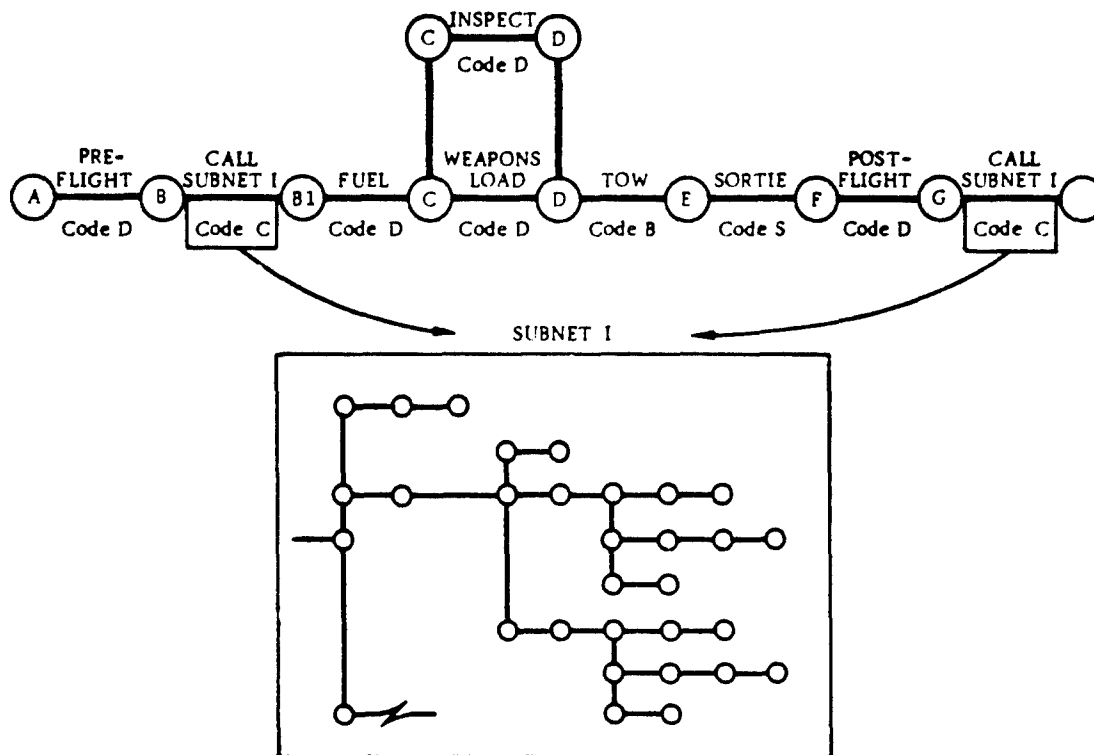 INSPECT
C D
Code D
PRE-
FLIGHT
CALL
SUBNET I
FUEL
WEAPONS
LOAD
TOW
SORTIE
POST-
FLIGHT
CALL
SUBNET I
A B B1 C D E F G
Code D Code C Code D Code D Code B Code S Code D Code C
SUBNET I